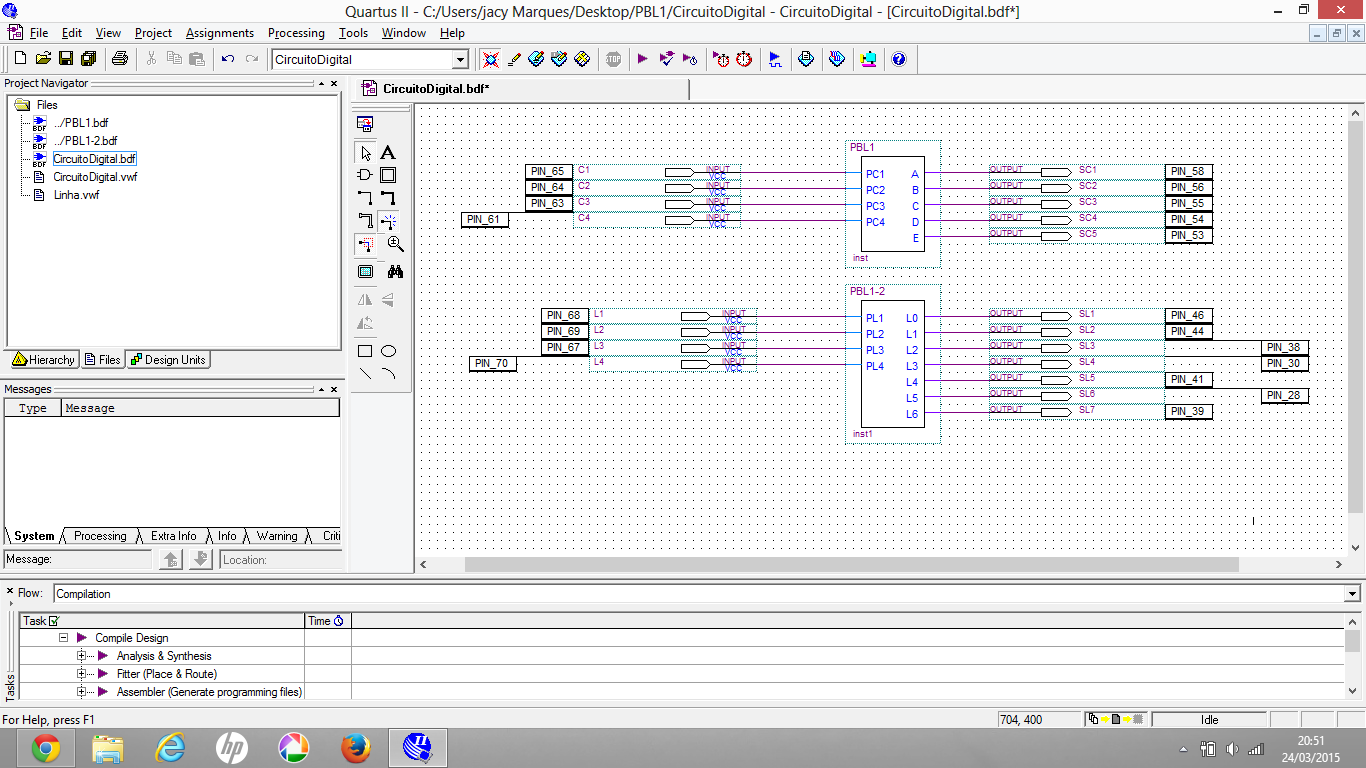 Quartus II - C:/Users/jacy Marques/Desktop/PBL1/CircuitoDigital - CircuitoDigital - [CircuitoDigital.bdf*]
File Edit View Project Assignments Processing Tools Window Help
CircuitoDigital
STOP
Project Navigator
Files
BDF ../PBL1.bdf
BDF ../PBL1-2.bdf
BDF CircuitoDigital.bdf
CircuitoDigital.vwf
Linha.vwf
Hierarchy Files Design Units
Messages
Type Message
System Processing Extra Info Info Warning Criti
Message: Location:
CircuitoDigital.bdf*
A
PBL1
PIN_65 C1 INPUT VCC PC1 A OUTPUT SC1 PIN_58
PIN_64 C2 INPUT VCC PC2 B OUTPUT SC2 PIN_56
PIN_63 C3 INPUT VCC PC3 C OUTPUT SC3 PIN_55
PIN_61 C4 INPUT VCC PC4 D OUTPUT SC4 PIN_54
E OUTPUT SC5 PIN_53
inst
PBL1-2
PIN_68 L1 INPUT VCC PL1 L0 OUTPUT SL1 PIN_46
PIN_69 L2 INPUT VCC PL2 L1 OUTPUT SL2 PIN_44
PIN_67 L3 INPUT VCC PL3 L2 OUTPUT SL3 PIN_38
PIN_70 L4 INPUT VCC PL4 L3 OUTPUT SL4 PIN_30
L4 OUTPUT SL5 PIN_41
L5 OUTPUT SL6 PIN_28
L6 OUTPUT SL7 PIN_39
inst1
Flow: Compilation
Tasks
Task Time
Compile Design
Analysis & Synthesis
Fitter (Place & Route)
Assembler (Generate programming files)
For Help, press F1 704, 400 Idle
hp
20:51
24/03/2015